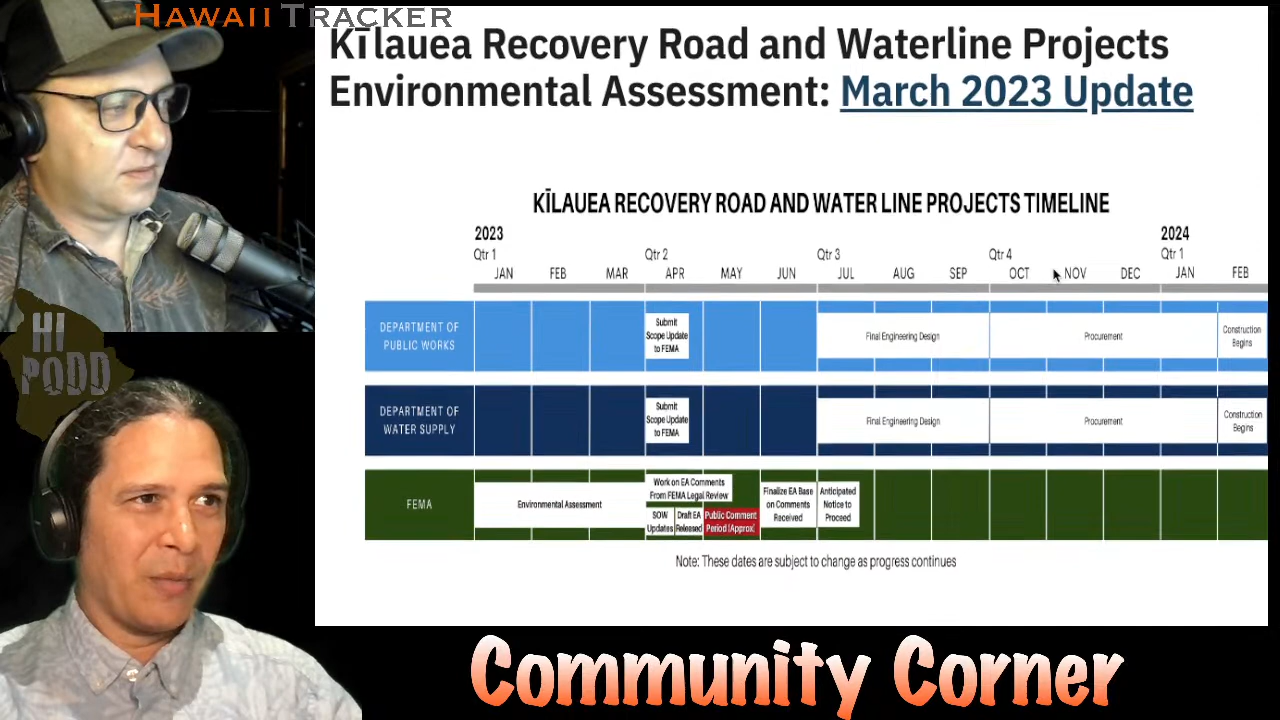 HAWAII TRACKER
Kīlauea Recovery Road and Waterline Projects
Environmental Assessment: March 2023 Update
KĪLAUEA RECOVERY ROAD AND WATER LINE PROJECTS TIMELINE
2023 2024
Qtr 1 Qtr 2 Qtr 3 Qtr 4 Qtr 1
JAN FEB MAR APR MAY JUN JUL AUG SEP OCT NOV DEC JAN FEB
DEPARTMENT OF
PUBLIC WORKS
Submit
Scope Update
to FEMA
Final Engineering Design
Procurement
Construction
Begins
DEPARTMENT OF
WATER SUPPLY
Submit
Scope Update
to FEMA
Final Engineering Design
Procurement
Construction
Begins
FEMA
Environmental Assessment
Work on EA Comments
From FEMA Legal Review
SOW
Updates
Draft EA
Released
Public Comment
Period (Approx)
Finalize EA Base
on Comments
Received
Anticipated
Notice to
Proceed
Note: These dates are subject to change as progress continues
HI
PODD
Community Corner